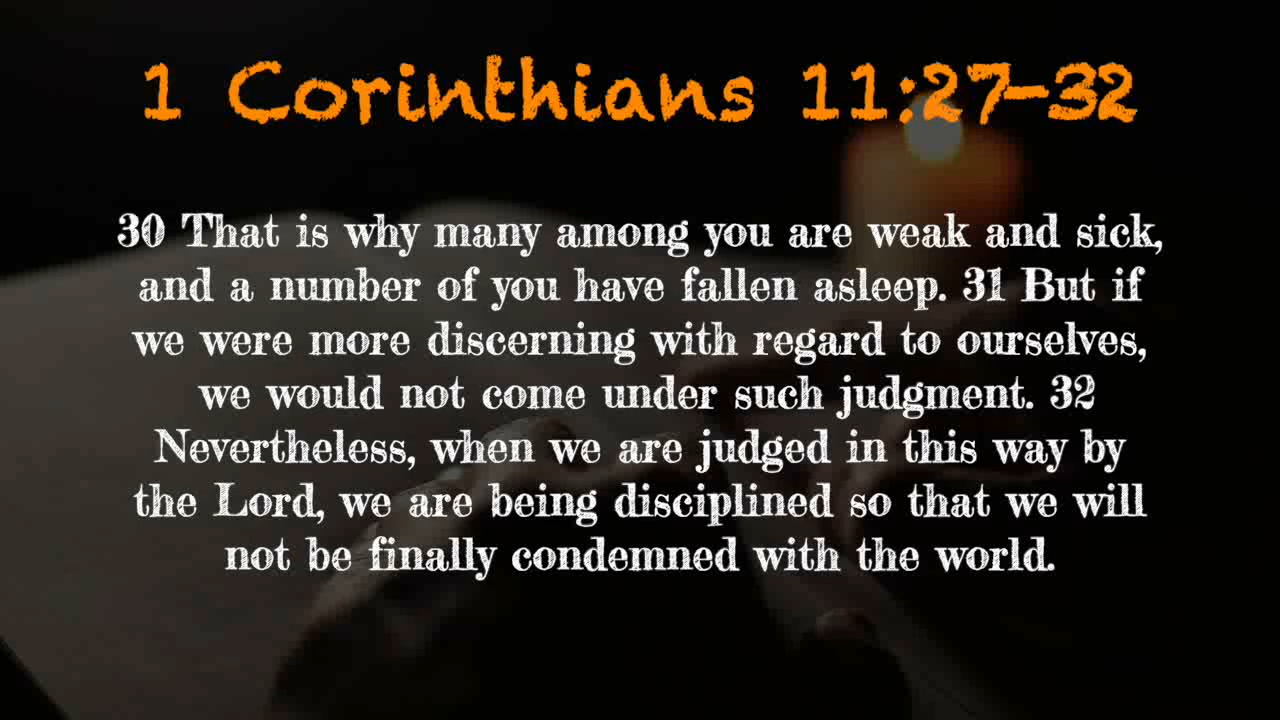 1 Corinthians 11:27-32
30 That is why many among you are weak and sick,
and a number of you have fallen asleep. 31 But if
we were more discerning with regard to ourselves,
we would not come under such judgment. 32
Nevertheless, when we are judged in this way by
the Lord, we are being disciplined so that we will
not be finally condemned with the world.